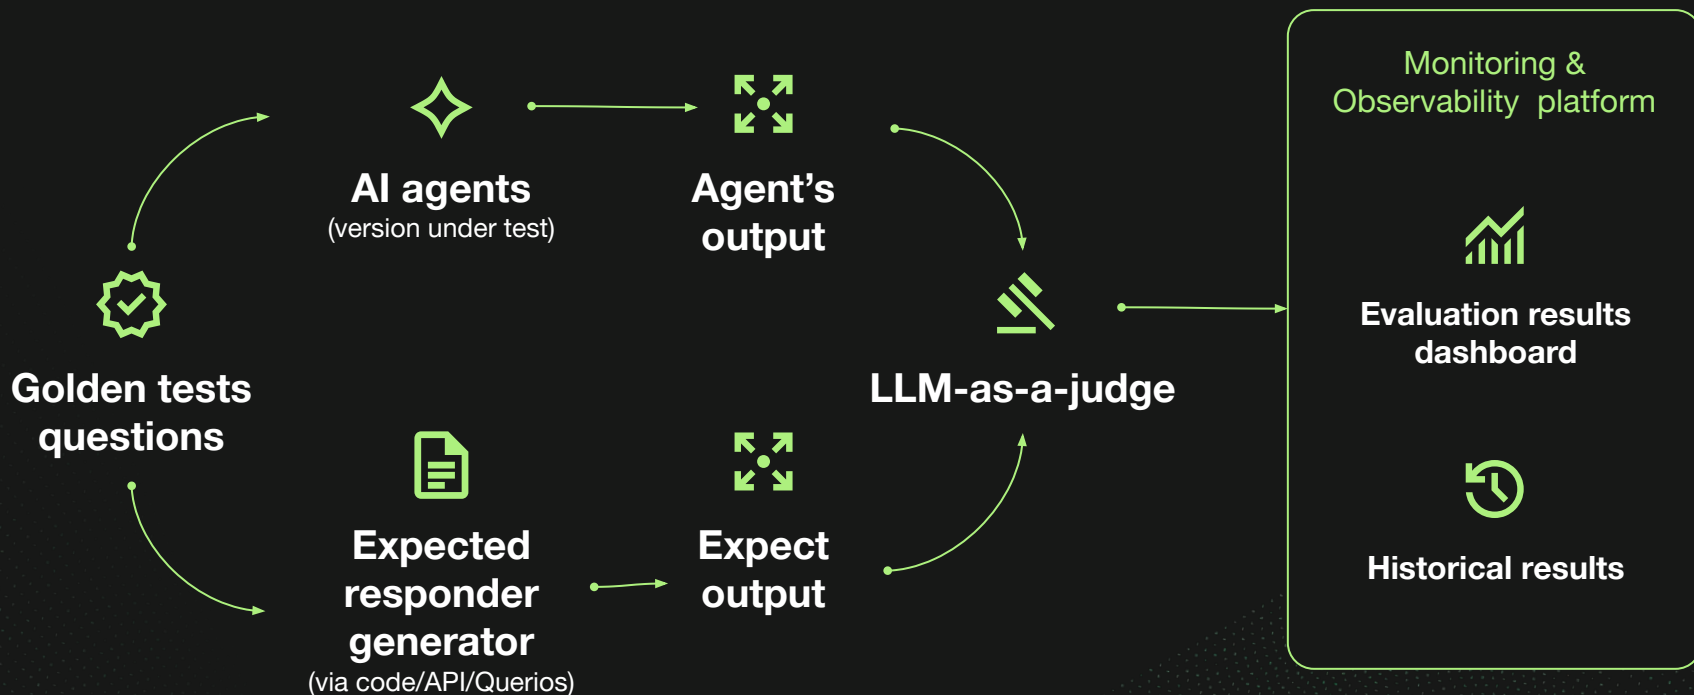 Golden tests
questions
AI agents
(version under test)
Agent's
output
Expected
responder
generator
(via code/API/Querios)
Expect
output
LLM-as-a-judge
Monitoring &
Observability platform
Evaluation results
dashboard
Historical results